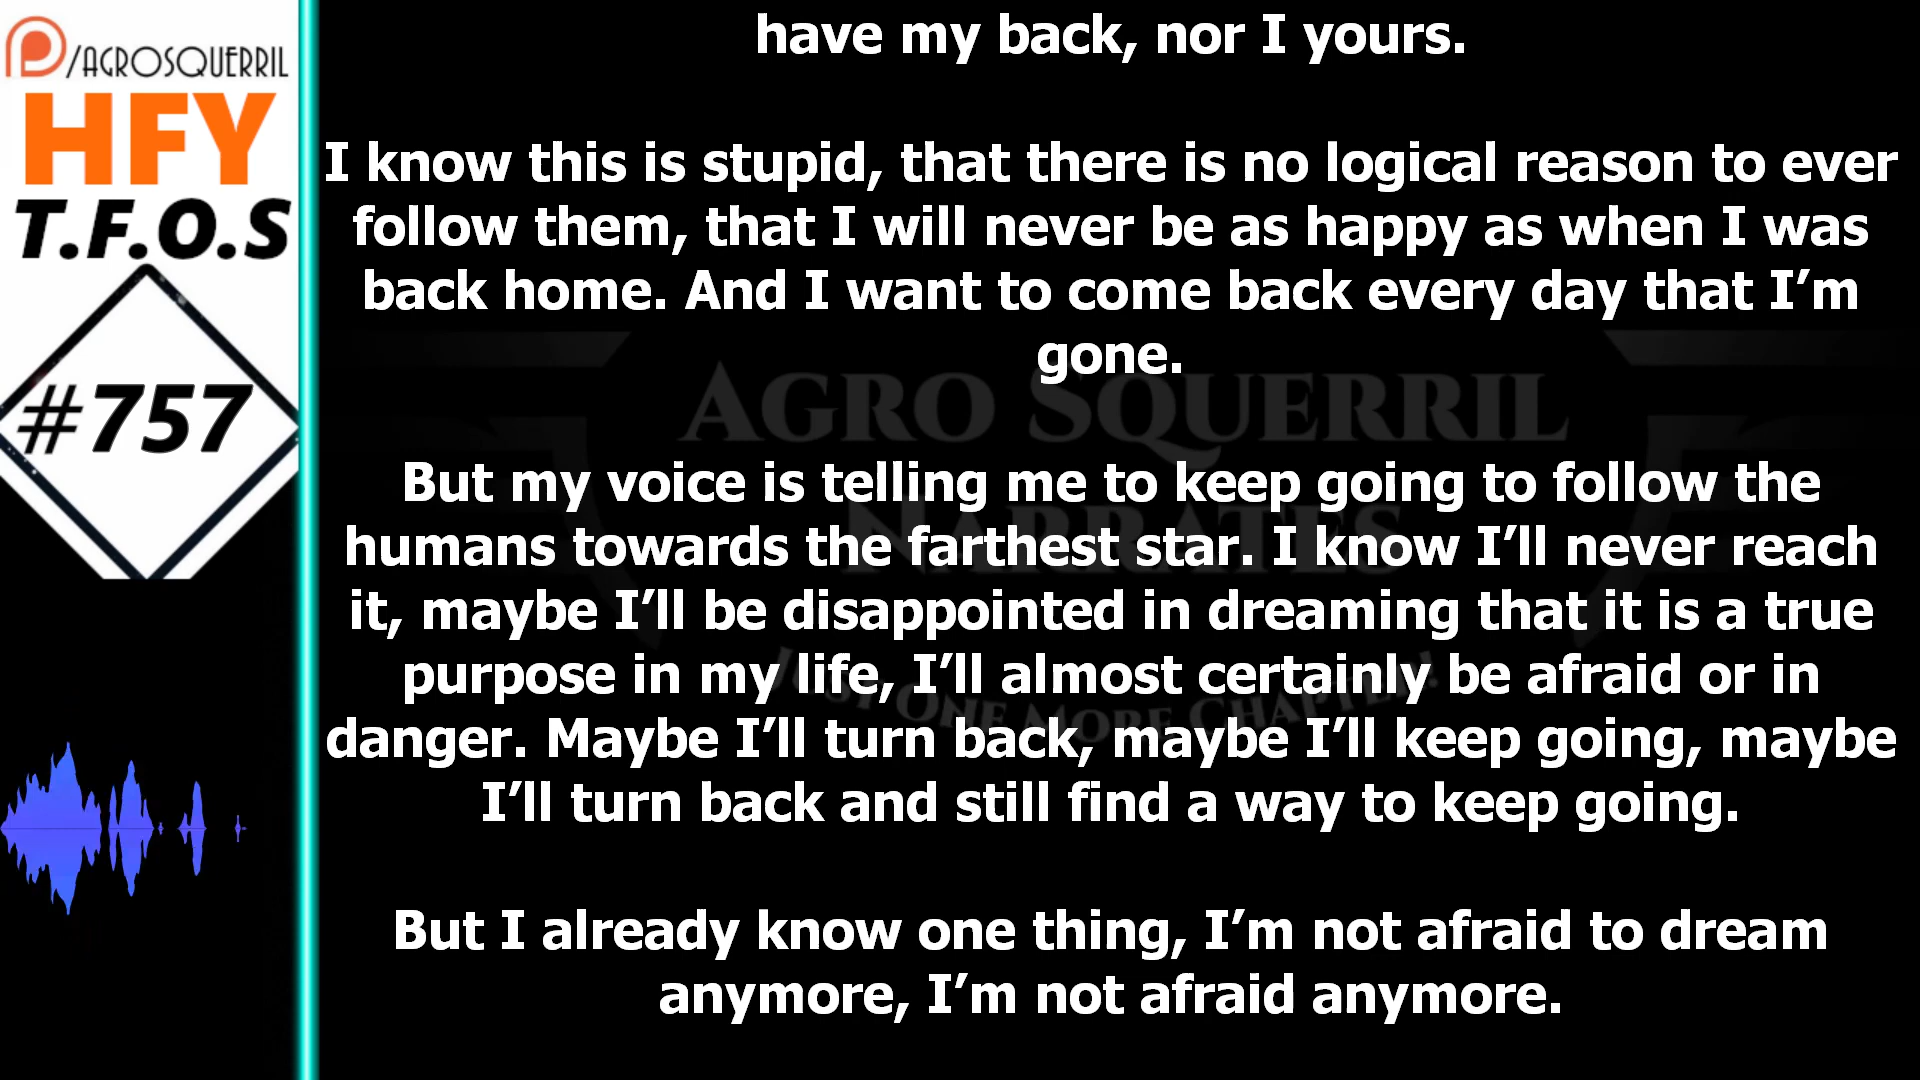 /AGROSQUERRIL
HFY
T.F.O.S
#757
have my back, nor I yours.
I know this is stupid, that there is no logical reason to ever
follow them, that I will never be as happy as when I was
back home. And I want to come back every day that I’m
gone.
But my voice is telling me to keep going to follow the
humans towards the farthest star. I know I’ll never reach
it, maybe I’ll be disappointed in dreaming that it is a true
purpose in my life, I’ll almost certainly be afraid or in
danger. Maybe I’ll turn back, maybe I’ll keep going, maybe
I’ll turn back and still find a way to keep going.
But I already know one thing, I’m not afraid to dream
anymore, I’m not afraid anymore.
AGRO SQUERRIL
NARRATES
JUST ONE MORE CHAPTER!